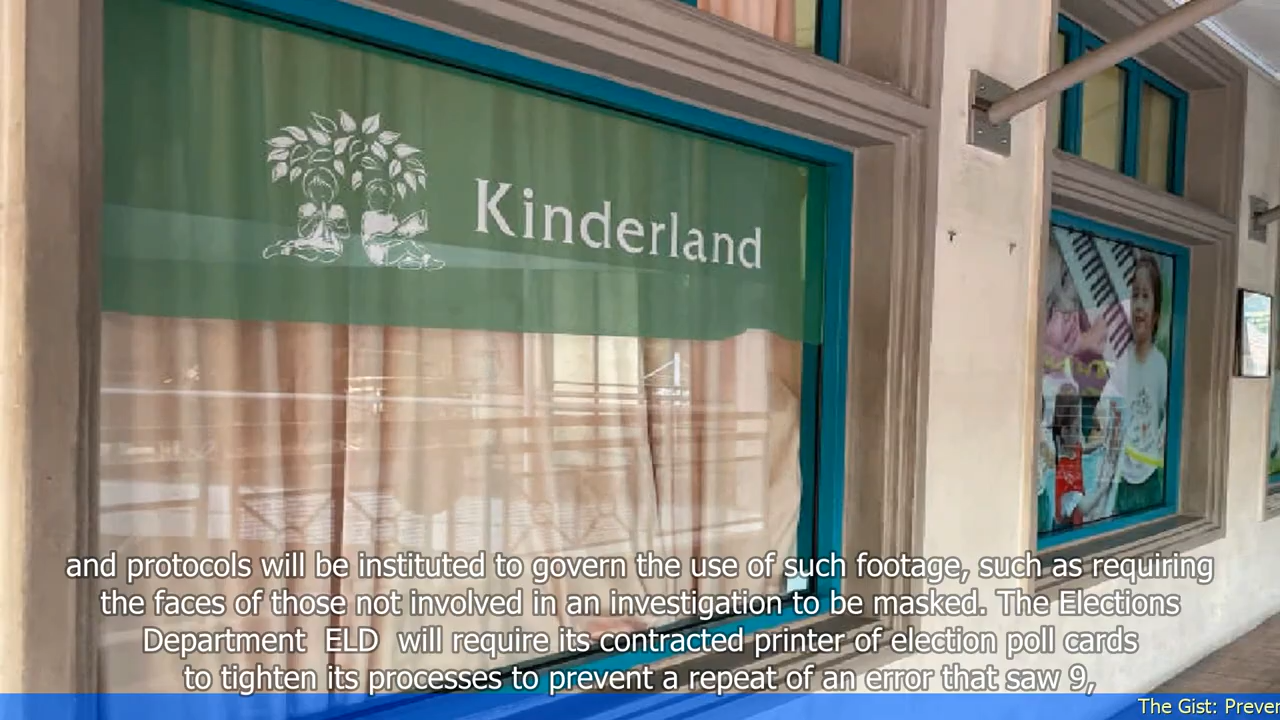 Kinderland
and protocols will be instituted to govern the use of such footage, such as requiring
the faces of those not involved in an investigation to be masked. The Elections
Department ELD will require its contracted printer of election poll cards
to tighten its processes to prevent a repeat of an error that saw 9,
The Gist: Preven